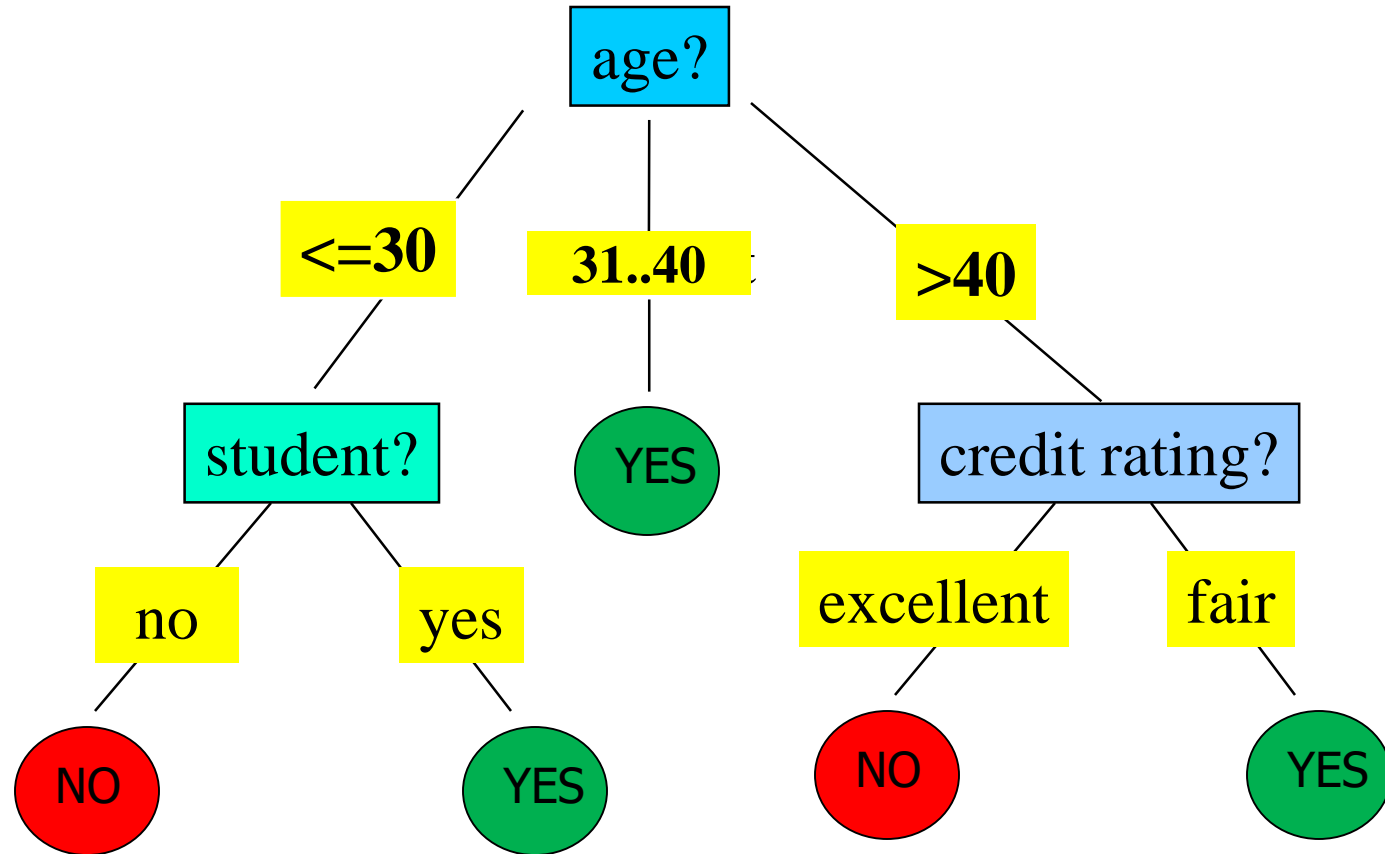 age?
<=30
31..40
>40
student?
YES
credit rating?
no
yes
excellent
fair
NO
YES
NO
YES